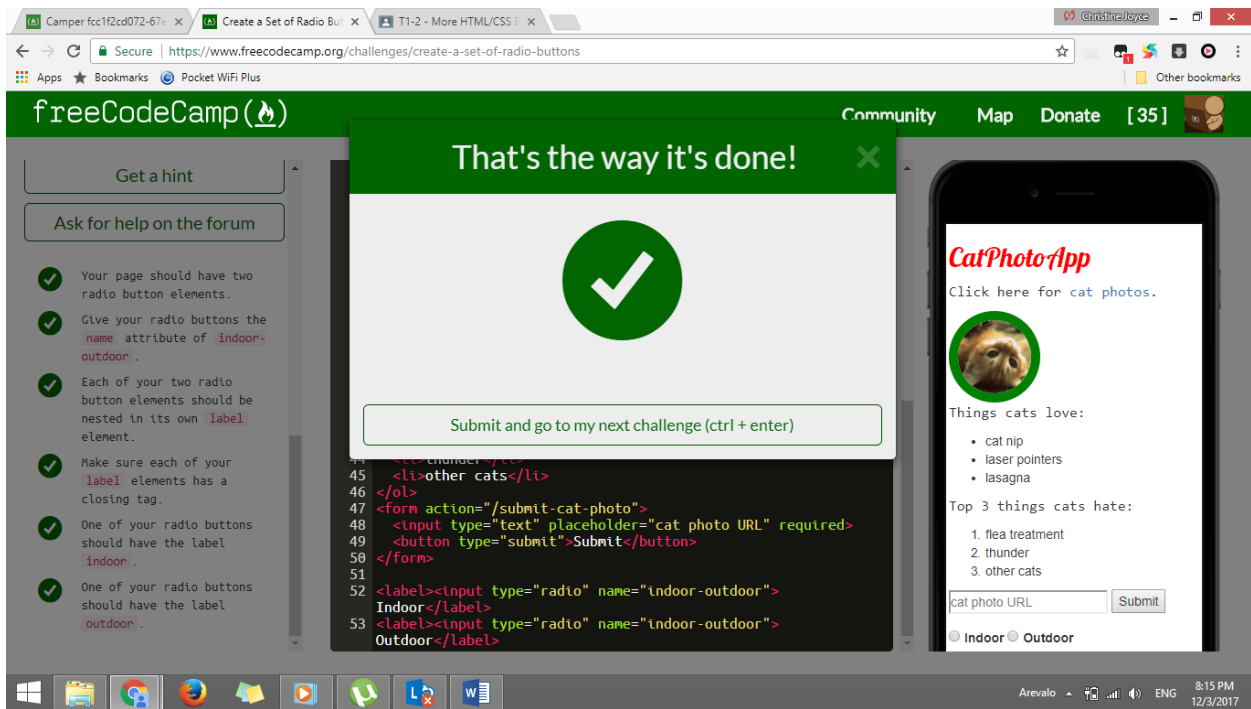 Camper fcc1f2cd072-67e
Create a Set of Radio But
T1-2 - More HTML/CSS E
ChristineJoyce
Secure | https://www.freecodecamp.org/challenges/create-a-set-of-radio-buttons
Apps Bookmarks Pocket WiFi Plus Other bookmarks
freeCodeCamp(🔥)
Community Map Donate [ 35 ]
Get a hint
Ask for help on the forum
Your page should have two
radio button elements.
Give your radio buttons the
name attribute of indoor-
outdoor .
Each of your two radio
button elements should be
nested in its own label
element.
Make sure each of your
label elements has a
closing tag.
One of your radio buttons
should have the label
indoor .
One of your radio buttons
should have the label
outdoor .
That's the way it's done!
Submit and go to my next challenge (ctrl + enter)
44 <li>thunder</li>
45 <li>other cats</li>
46 </ol>
47 <form action="/submit-cat-photo">
48 <input type="text" placeholder="cat photo URL" required>
49 <button type="submit">Submit</button>
50 </form>
51
52 <label><input type="radio" name="indoor-outdoor">
Indoor</label>
53 <label><input type="radio" name="indoor-outdoor">
Outdoor</label>
CatPhotoApp
Click here for cat photos.
Things cats love:
cat nip
laser pointers
lasagna
Top 3 things cats hate:
1. flea treatment
2. thunder
3. other cats
cat photo URL Submit
Indoor Outdoor
Arevalo ENG 8:15 PM
12/3/2017